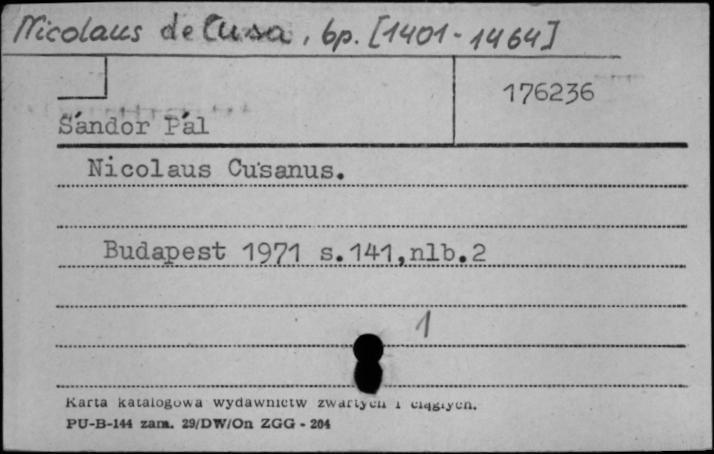 Nicolaus de Cusa, bp. [1401-1464]
176236
Sándor Pál
Nicolaus Cusanus.
Budapest 1971 s.141,nlb.2
1
Karta katalogowa wydawnictw zwartych i ciągłych.
PU-B-144 zam. 29/DW/On ZGG - 204